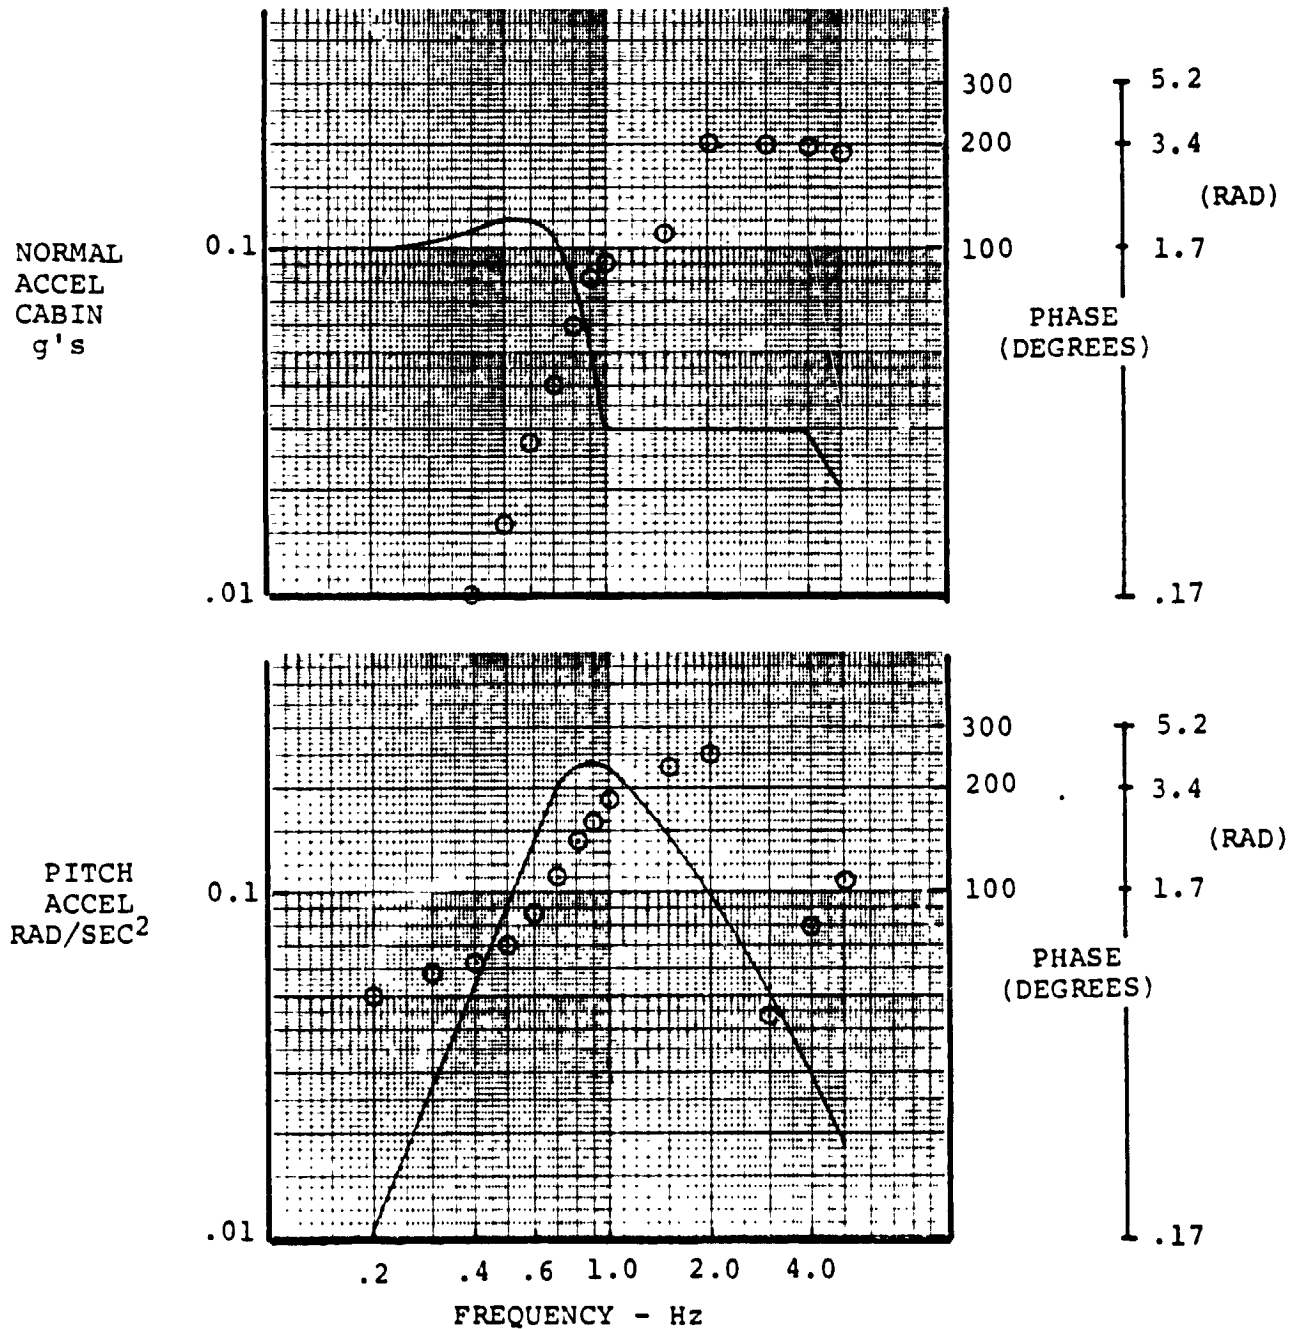 300
200
100
5.2
3.4
(RAD)
1.7
PHASE
(DEGREES)
.17
NORMAL
ACCEL
CABIN
g's
0.1
.01
300
200
100
5.2
3.4
(RAD)
1.7
PHASE
(DEGREES)
.17
PITCH
ACCEL
RAD/SEC2
0.1
.01
.2 .4 .6 1.0 2.0 4.0
FREQUENCY - Hz